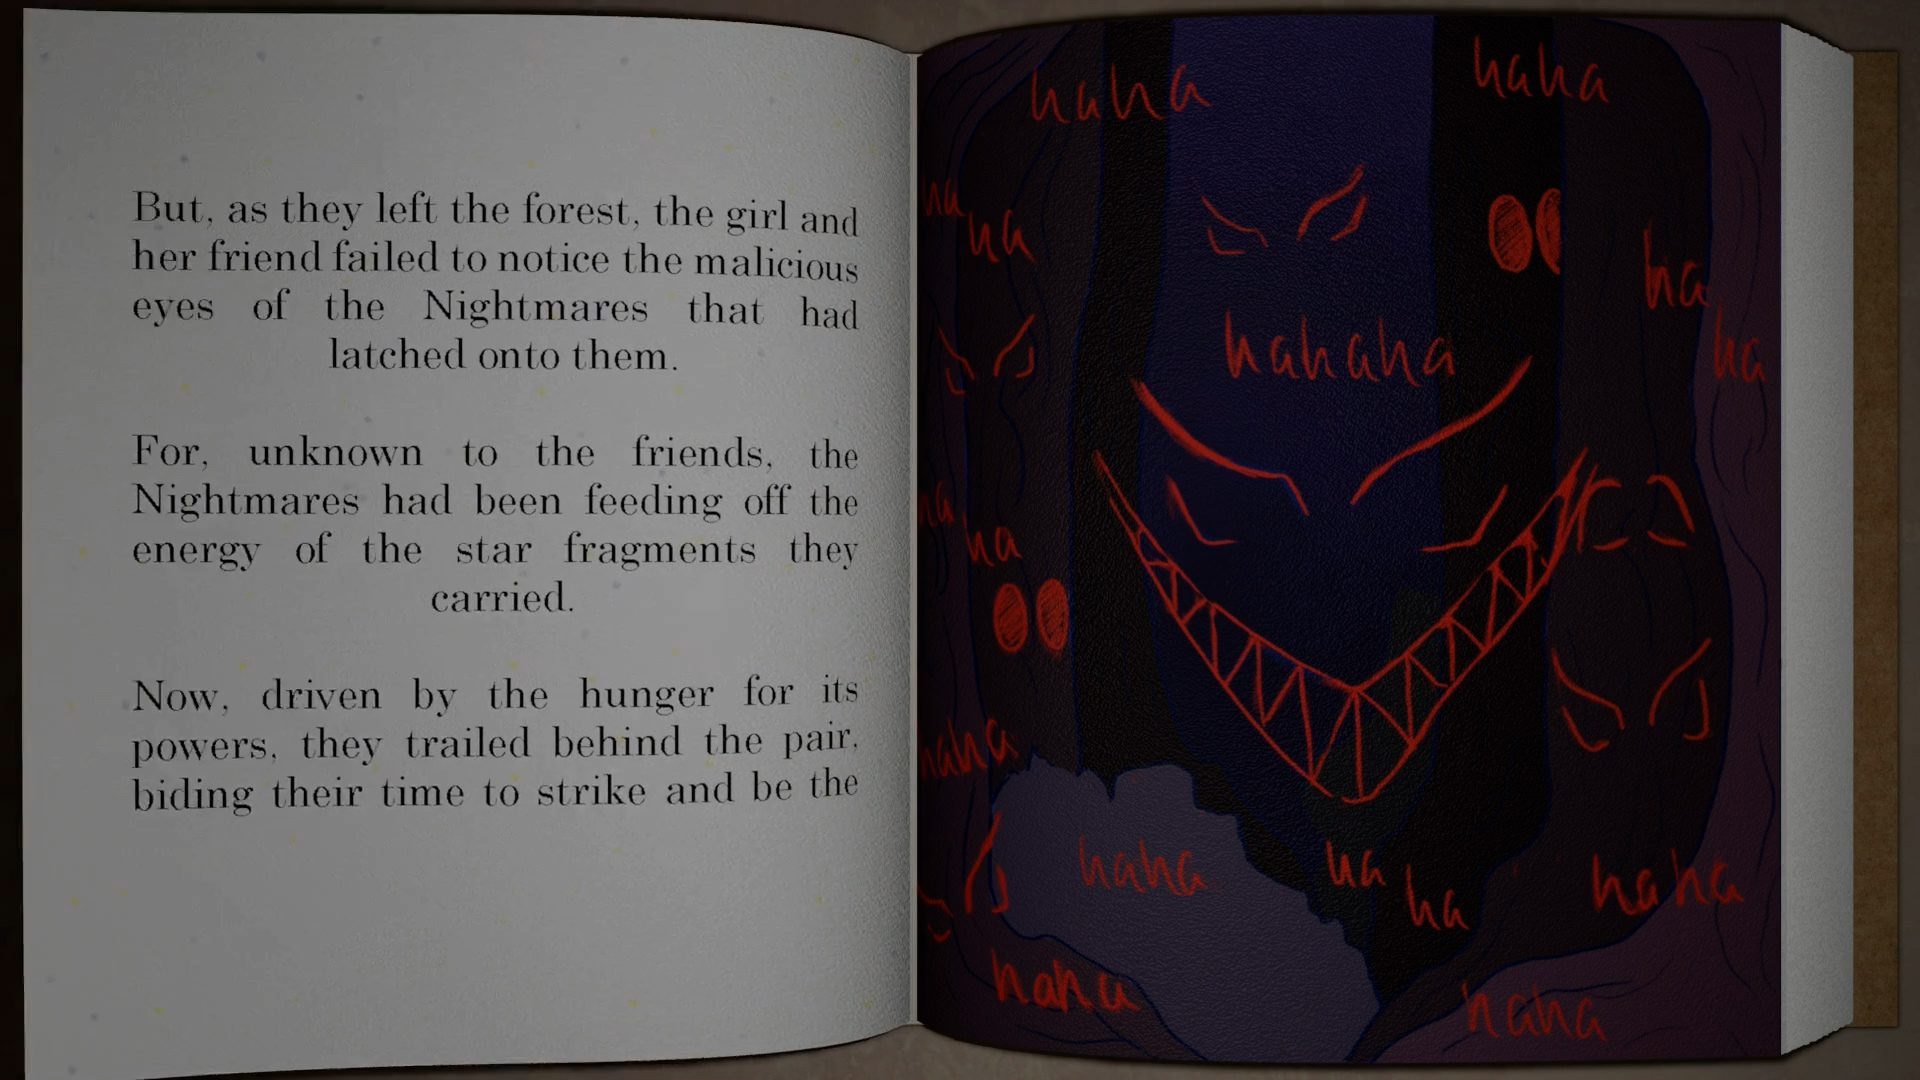 But, as they left the forest, the girl and
her friend failed to notice the malicious
eyes of the Nightmares that had
latched onto them.
For, unknown to the friends, the
Nightmares had been feeding off the
energy of the star fragments they
carried.
Now, driven by the hunger for its
powers, they trailed behind the pair,
biding their time to strike and be the
haha
haha
ha
ha
ha
ha
hahaha
ha
ha
haha
haha
ha
ha
haha
haha
haha